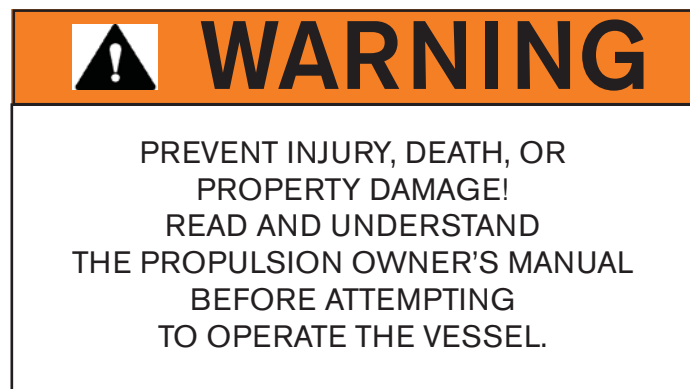 WARNING
PREVENT INJURY, DEATH, OR
PROPERTY DAMAGE!
READ AND UNDERSTAND
THE PROPULSION OWNER’S MANUAL
BEFORE ATTEMPTING
TO OPERATE THE VESSEL.